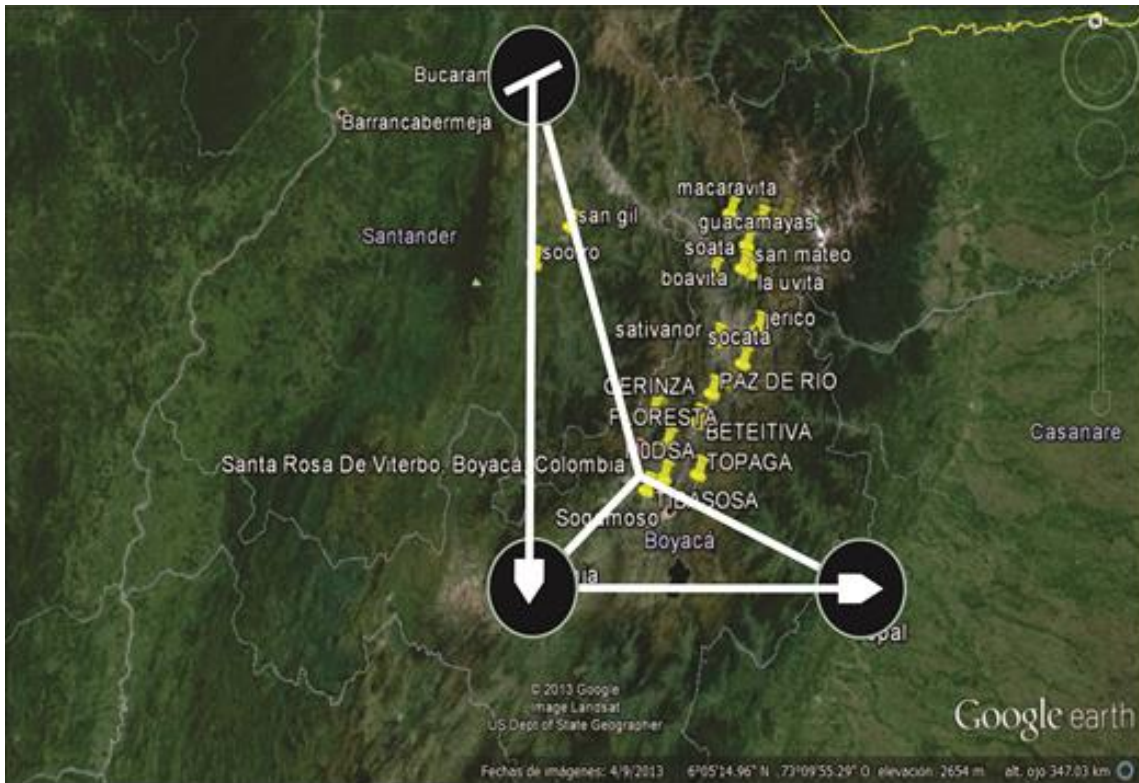 Bucaram
Barrancabermeja
macaravita
san gil
guacamayas
Santander
soata
san mateo
boavita
la uvita
jerico
sativanor
socata
PAZ DE RIO
CERINZA
FLORESTA
BETEITIVA
Casanare
Santa Rosa De Viterbo, Boyacá, Colombia
TOPAGA
TIBASOSA
Sogamoso
Boyacá
© 2013 Google
Image Landsat
US Dept of State Geographer
Google earth
Fechas de imágenes: 4/9/2013 6°05'14.96" N 73°09'55.29" O elevación: 2654 m alt. ojo 347.03 km